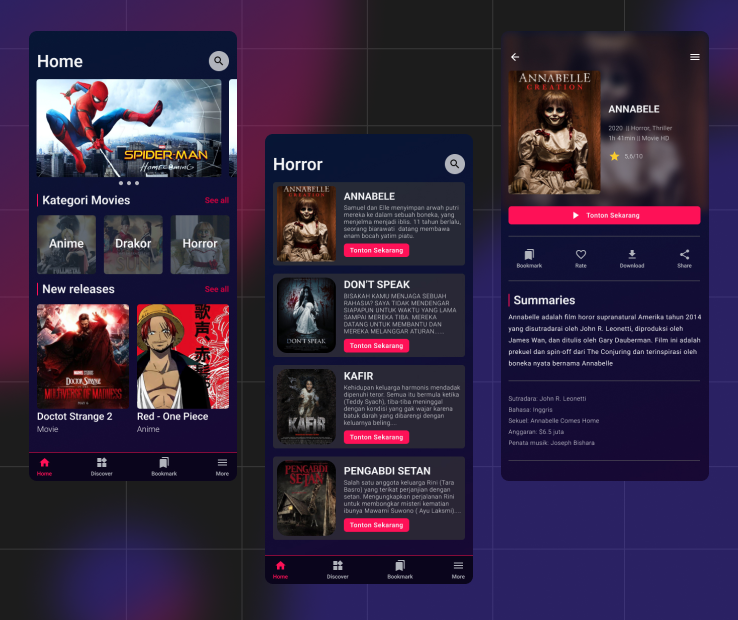 Home
SPIDER-MAN
Homecoming
Kategori Movies
See all
Anime
Drakor
Horror
New releases
See all
DOCTOR STRANGE
MULTIVERSE OF MADNESS
Doctot Strange 2
Movie
Red - One Piece
Anime
Home
Discover
Bookmark
More
Horror
ANNABELLE
CREATION
ANNABELE
Samuel dan Elle menyimpan arwah putri
mereka ke dalam sebuah boneka, yang
menjelma menjadi iblis. 11 tahun berlalu,
seorang biarawati datang membawa
enam bocah yatim piatu.
Tonton Sekarang
DON'T SPEAK
DON'T SPEAK
BISAKAH KAMU MENJAGA SEBUAH
RAHASIA? SAYA TIDAK MENDENGAR
SIAPAPUN UNTUK WAKTU YANG LAMA
SAMPAI MEREKA TIBA. MEREKA
DATANG UNTUK MEMBANTU DAN
MEREKA MELANGGAR ATURAN......
Tonton Sekarang
KAFIR
KAFIR
Kehidupan keluarga harmonis mendadak
dipenuhi teror. Semua itu bermula ketika
(Teddy Syach), tiba-tiba meninggal
dengan kondisi yang gak wajar karena
batuk darah yang dibarengi dengan
keluarnya beling....
Tonton Sekarang
PENGABDI
SETAN
PENGABDI SETAN
Salah satu anggota keluarga Rini (Tara
Basro) yang terikat perjanjian dengan
setan. Mengungkapkan perjalanan Rini
untuk membongkar misteri kematian
ibunya Mawarni Suwono ( Ayu Laksmi)....
Tonton Sekarang
Home
Discover
Bookmark
More
ANNABELLE
CREATION
ANNABELE
2020 || Horror, Thriller
1h 41min || Movie HD
5,6/10
Tonton Sekarang
Bookmark
Rate
Download
Share
Summaries
Annabelle adalah film horor supranatural Amerika tahun 2014
yang disutradarai oleh John R. Leonetti, diproduksi oleh
James Wan, dan ditulis oleh Gary Dauberman. Film ini adalah
prekuel dan spin-off dari The Conjuring dan terinspirasi oleh
boneka nyata bernama Annabelle
Sutradara: John R. Leonetti
Bahasa: Inggris
Sekuel: Annabelle Comes Home
Anggaran: $6.5 juta
Penata musik: Joseph Bishara